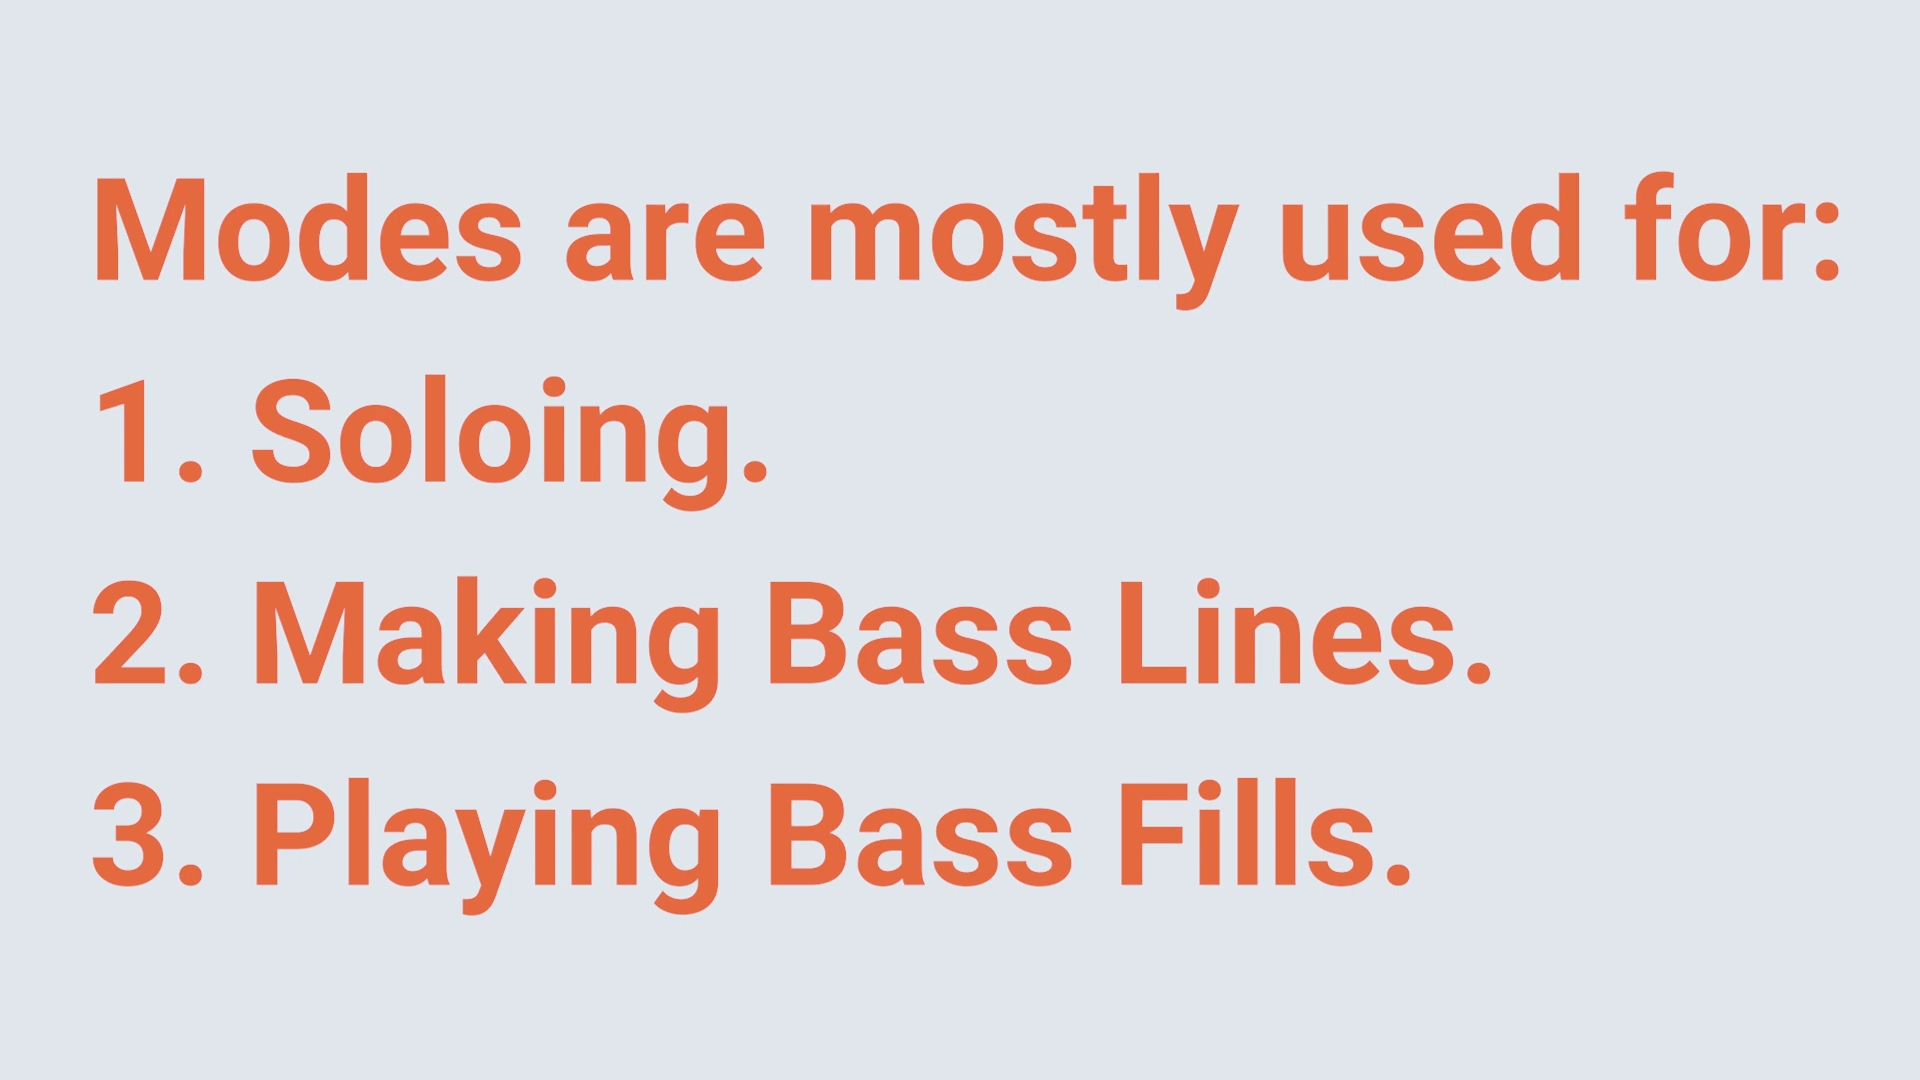 Modes are mostly used for:
1. Soloing.
2. Making Bass Lines.
3. Playing Bass Fills.